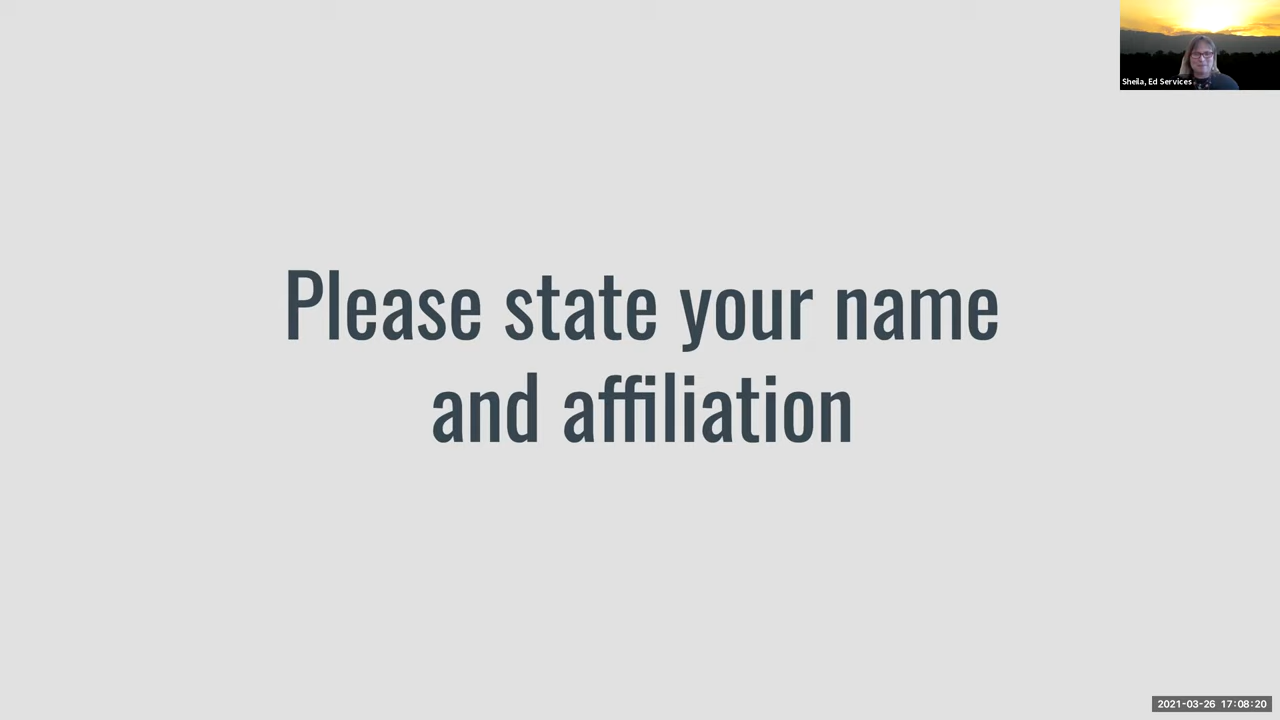 Sheila, Ed Services
Please state your name
and affiliation
2021-03-26 17:08:20